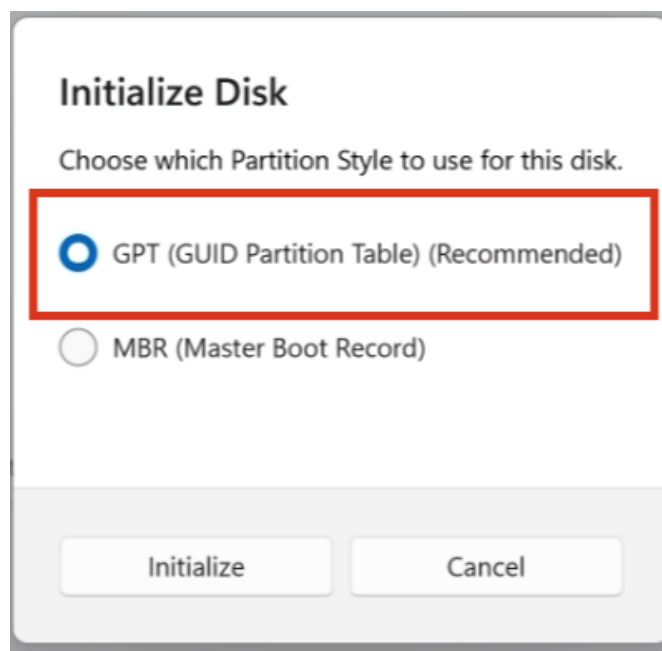 Initialize Disk
Choose which Partition Style to use for this disk.
GPT (GUID Partition Table) (Recommended)
MBR (Master Boot Record)
Initialize
Cancel